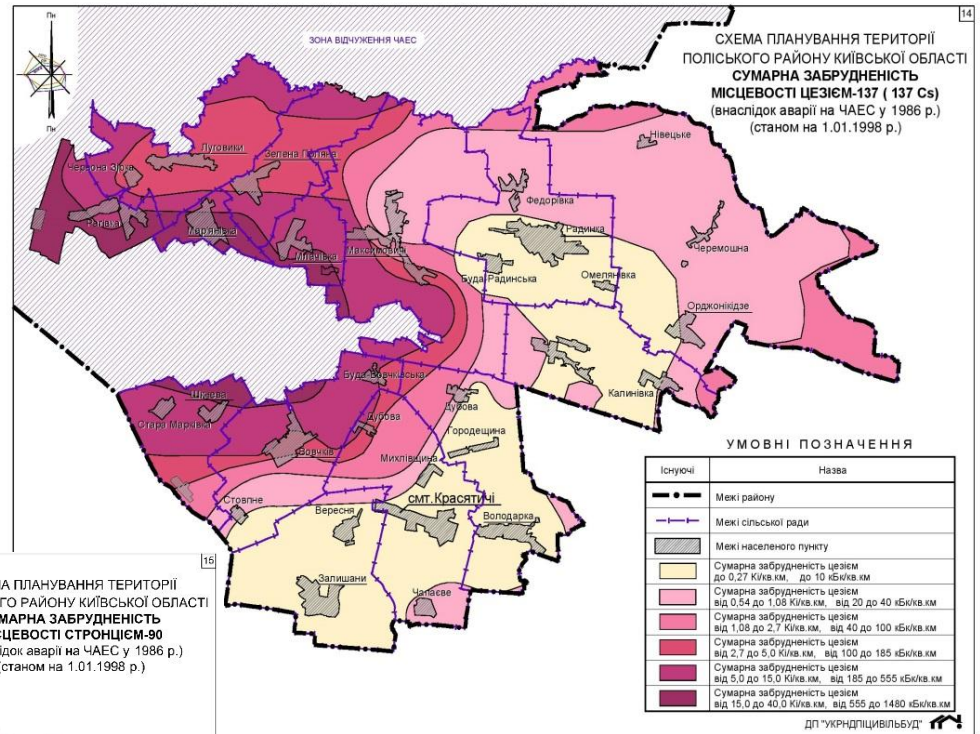 14
Пн
Пн
ЗОНА ВІДЧУЖЕННЯ ЧАЕС
СХЕМА ПЛАНУВАННЯ ТЕРИТОРІЇ
ПОЛІСЬКОГО РАЙОНУ КИЇВСЬКОЇ ОБЛАСТІ
СУМАРНА ЗАБРУДНЕНІСТЬ
МІСЦЕВОСТІ ЦЕЗІЄМ-137 ( 137 Cs)
(внаслідок аварії на ЧАЕС у 1986 р.)
(станом на 1.01.1998 р.)
Нівецьке
Луговики
Зелена Поляна
Червона Зірка
Рагівка
Мар'янівка
Млачівка
Максимовичі
Федорівка
Радинка
Черемошна
Буда-Радинська
Омелянівка
Орджонікідзе
Калинівка
Буда-Вовчківська
Шкнева
Стара Марківка
Дубова
Дубова
Вовчків
Городещина
Михлівщина
Стовпне
смт.Красятичі
Вересня
Володарка
Залишани
Чапаєве
УМОВНІ ПОЗНАЧЕННЯ
Існуючі
Назва
Межі району
Межі сільської ради
Межі населеного пункту
Сумарна забрудненість цезієм
до 0,27 Кі/кв.км, до 10 кБк/кв.км
Сумарна забрудненість цезієм
від 0,54 до 1,08 Кі/кв.км, від 20 до 40 кБк/кв.км
Сумарна забрудненість цезієм
від 1,08 до 2,7 Кі/кв.км, від 40 до 100 кБк/кв.км
Сумарна забрудненість цезієм
від 2,7 до 5,0 Кі/кв.км, від 100 до 185 кБк/кв.км
Сумарна забрудненість цезієм
від 5,0 до 15,0 Кі/кв.км, від 185 до 555 кБк/кв.км
Сумарна забрудненість цезієм
від 15,0 до 40,0 Кі/кв.км, від 555 до 1480 кБк/кв.км
ДП "УКРНДПІЦИВІЛЬБУД"
15
МА ПЛАНУВАННЯ ТЕРИТОРІЇ
ГО РАЙОНУ КИЇВСЬКОЇ ОБЛАСТІ
МАРНА ЗАБРУДНЕНІСТЬ
СЦЕВОСТІ СТРОНЦІЄМ-90
ідок аварії на ЧАЕС у 1986 р.)
(станом на 1.01.1998 р.)